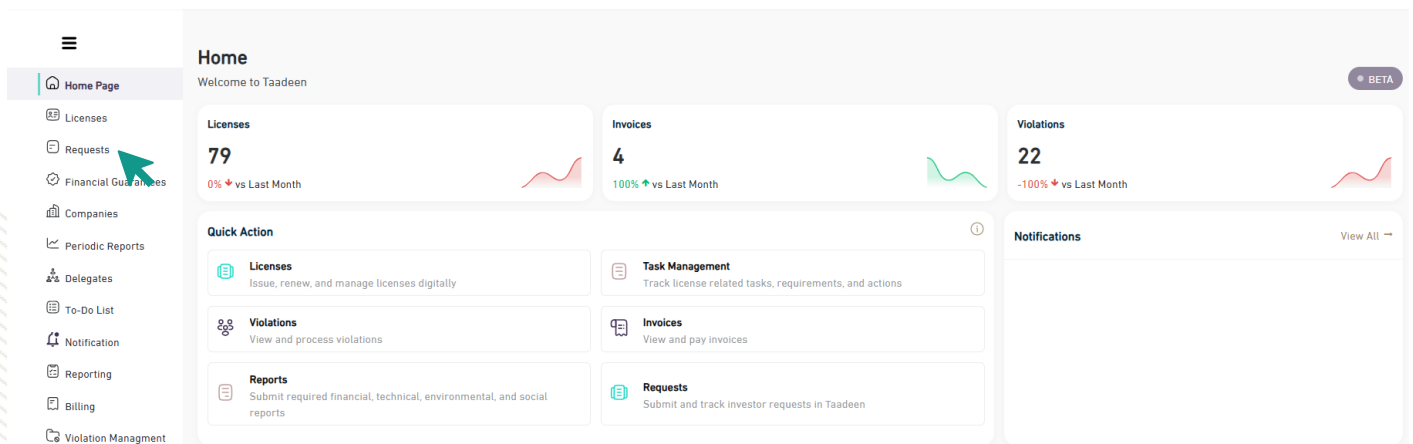 Home
Welcome to Taadeen
BETA
Home Page
Licenses
Requests
Financial Guarantees
Companies
Periodic Reports
Delegates
To-Do List
Notification
Reporting
Billing
Violation Managment
Licenses
79
0% vs Last Month
Invoices
4
100% vs Last Month
Violations
22
-100% vs Last Month
Quick Action
Licenses
Issue, renew, and manage licenses digitally
Task Management
Track license related tasks, requirements, and actions
Violations
View and process violations
Invoices
View and pay invoices
Reports
Submit required financial, technical, environmental, and social
reports
Requests
Submit and track investor requests in Taadeen
Notifications
View All →